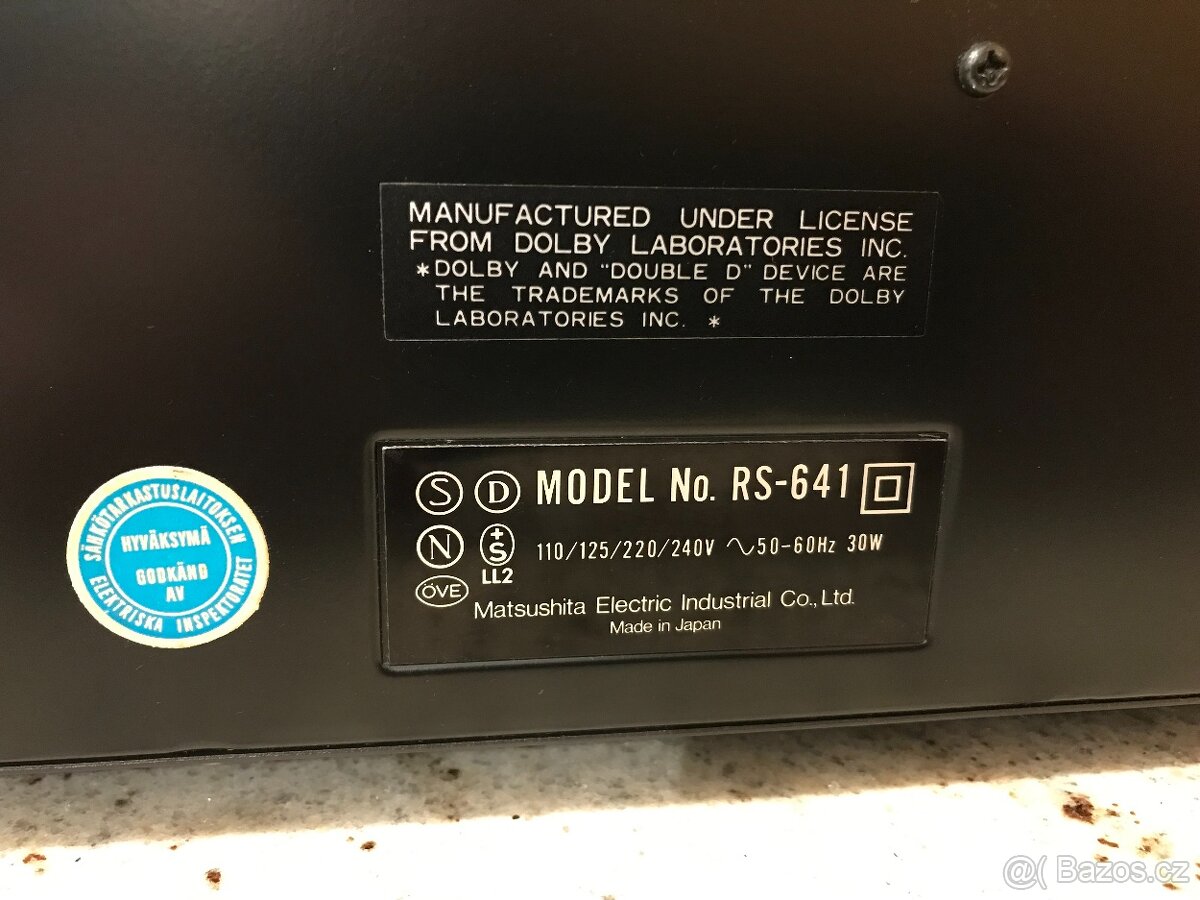 MANUFACTURED UNDER LICENSE
FROM DOLBY LABORATORIES INC.
*DOLBY AND "DOUBLE D" DEVICE ARE
THE TRADEMARKS OF THE DOLBY
LABORATORIES INC. *
S D MODEL No. RS-641
N +S 110/125/220/240V ~50-60Hz 30W
LL2
ÖVE Matsushita Electric Industrial Co., Ltd.
Made in Japan
SÄHKÖTARKASTUSLAITOKSEN
HYVÄKSYMÄ
GODKÄND
AV
ELEKTRISKA INSPEKTORATET
@( Bazos.cz